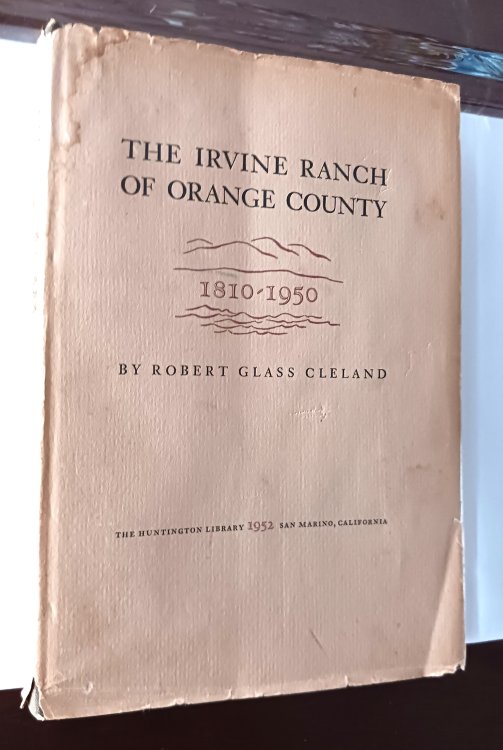 THE IRVINE RANCH
OF ORANGE COUNTY
1810-1950
BY ROBERT GLASS CLELAND
THE HUNTINGTON LIBRARY 1952 SAN MARINO, CALIFORNIA